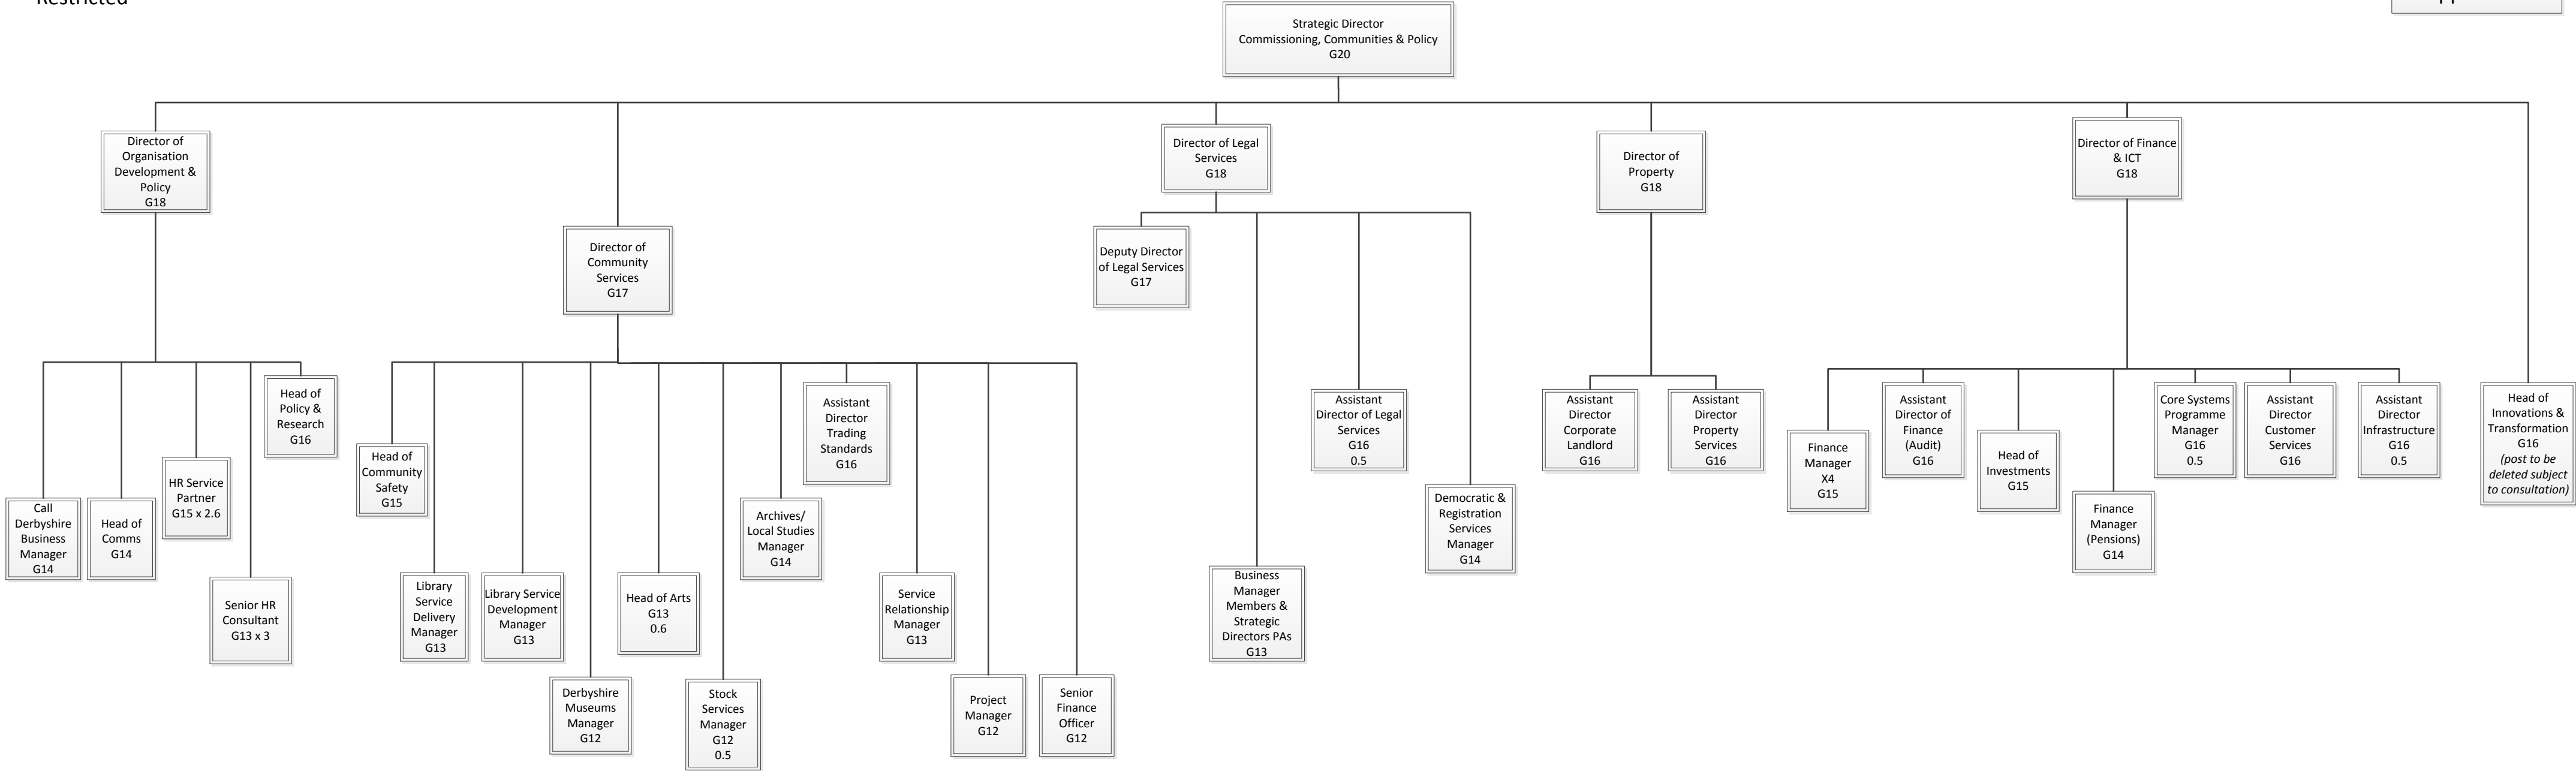 Restricted
Strategic Director
Commissioning, Communities & Policy
G20
Director of
Organisation
Development &
Policy
G18
Director of
Community
Services
G17
Director of Legal
Services
G18
Director of
Property
G18
Director of Finance
& ICT
G18
Call
Derbyshire
Business
Manager
G14
Head of
Comms
G14
HR Service
Partner
G15 x 2.6
Senior HR
Consultant
G13 x 3
Head of
Policy &
Research
G16
Head of
Community
Safety
G15
Library
Service
Delivery
Manager
G13
Library Service
Development
Manager
G13
Derbyshire
Museums
Manager
G12
Head of Arts
G13
0.6
Stock
Services
Manager
G12
0.5
Archives/
Local Studies
Manager
G14
Assistant
Director
Trading
Standards
G16
Service
Relationship
Manager
G13
Project
Manager
G12
Senior
Finance
Officer
G12
Deputy Director
of Legal Services
G17
Business
Manager
Members &
Strategic
Directors PAs
G13
Assistant
Director of Legal
Services
G16
0.5
Democratic &
Registration
Services
Manager
G14
Assistant
Director
Corporate
Landlord
G16
Assistant
Director
Property
Services
G16
Finance
Manager
X4
G15
Assistant
Director of
Finance
(Audit)
G16
Head of
Investments
G15
Finance
Manager
(Pensions)
G14
Core Systems
Programme
Manager
G16
0.5
Assistant
Director
Customer
Services
G16
Assistant
Director
Infrastructure
G16
0.5
Head of
Innovations &
Transformation
G16
(post to be
deleted subject
to consultation)